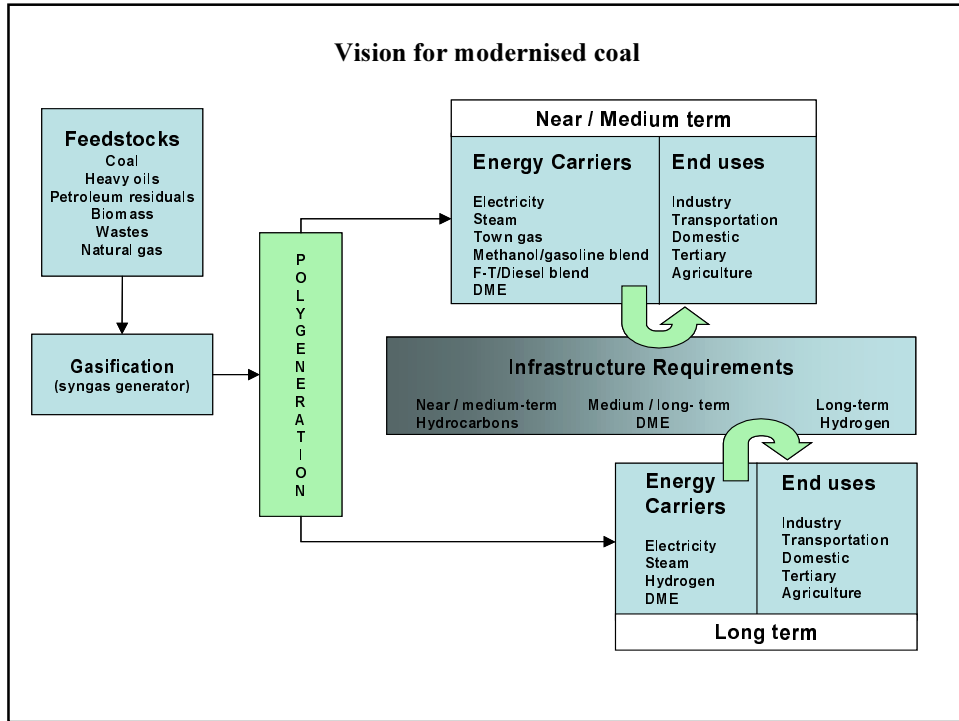 Vision for modernised coal
Feedstocks
Coal
Heavy oils
Petroleum residuals
Biomass
Wastes
Natural gas
Gasification
(syngas generator)
POLYGENERATION
Near / Medium term
Energy Carriers
Electricity
Steam
Town gas
Methanol/gasoline blend
F-T/Diesel blend
DME
End uses
Industry
Transportation
Domestic
Tertiary
Agriculture
Infrastructure Requirements
Near / medium-term
Hydrocarbons
Medium / long- term
DME
Long-term
Hydrogen
Energy
Carriers
Electricity
Steam
Hydrogen
DME
End uses
Industry
Transportation
Domestic
Tertiary
Agriculture
Long term